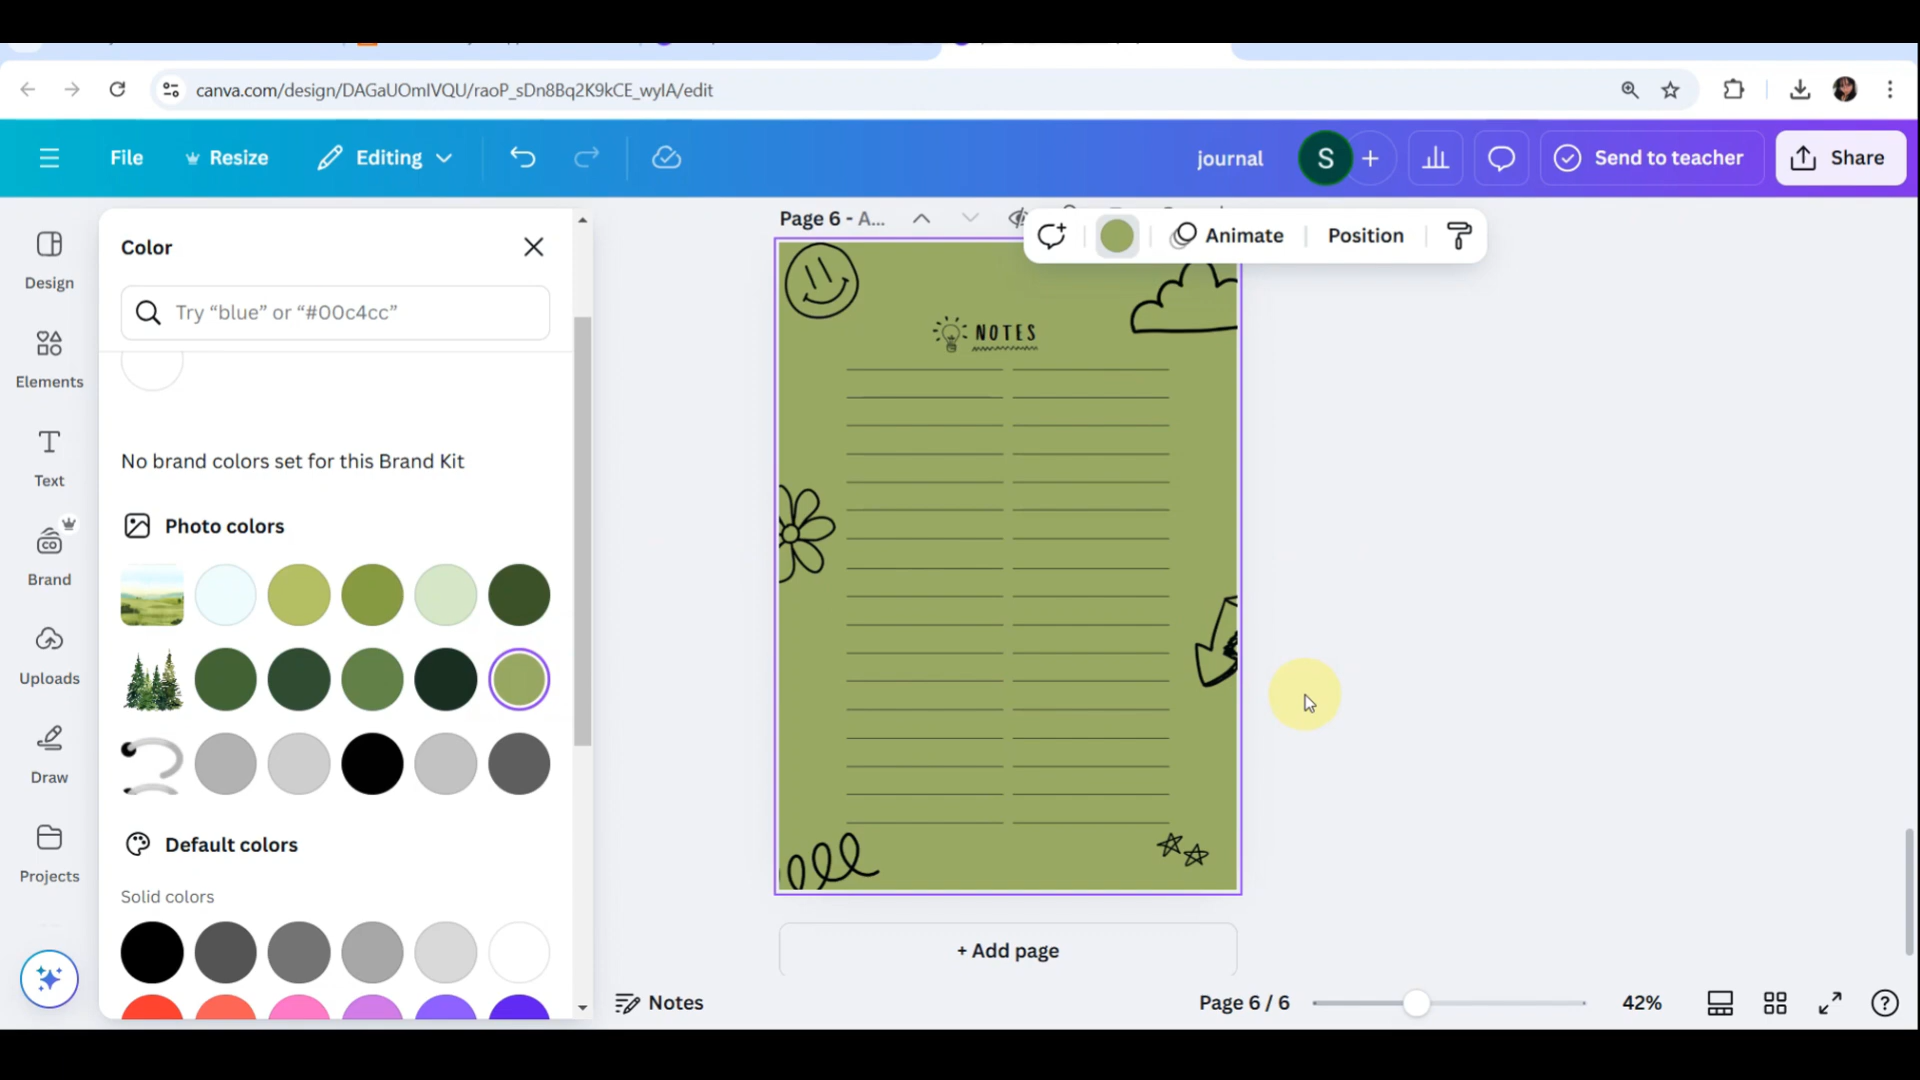 canva.com/design/DAGaUOmIVQU/raoP_sDn8Bq2K9kCE_wyIA/edit
File
Resize
Editing
journal
S
Send to teacher
Share
Design
Elements
Text
Brand
Uploads
Draw
Projects
Color
Try “blue” or “#00c4cc”
No brand colors set for this Brand Kit
Photo colors
Default colors
Solid colors
Page 6 - A...
Animate
Position
NOTES
+ Add page
Notes
Page 6 / 6
42%